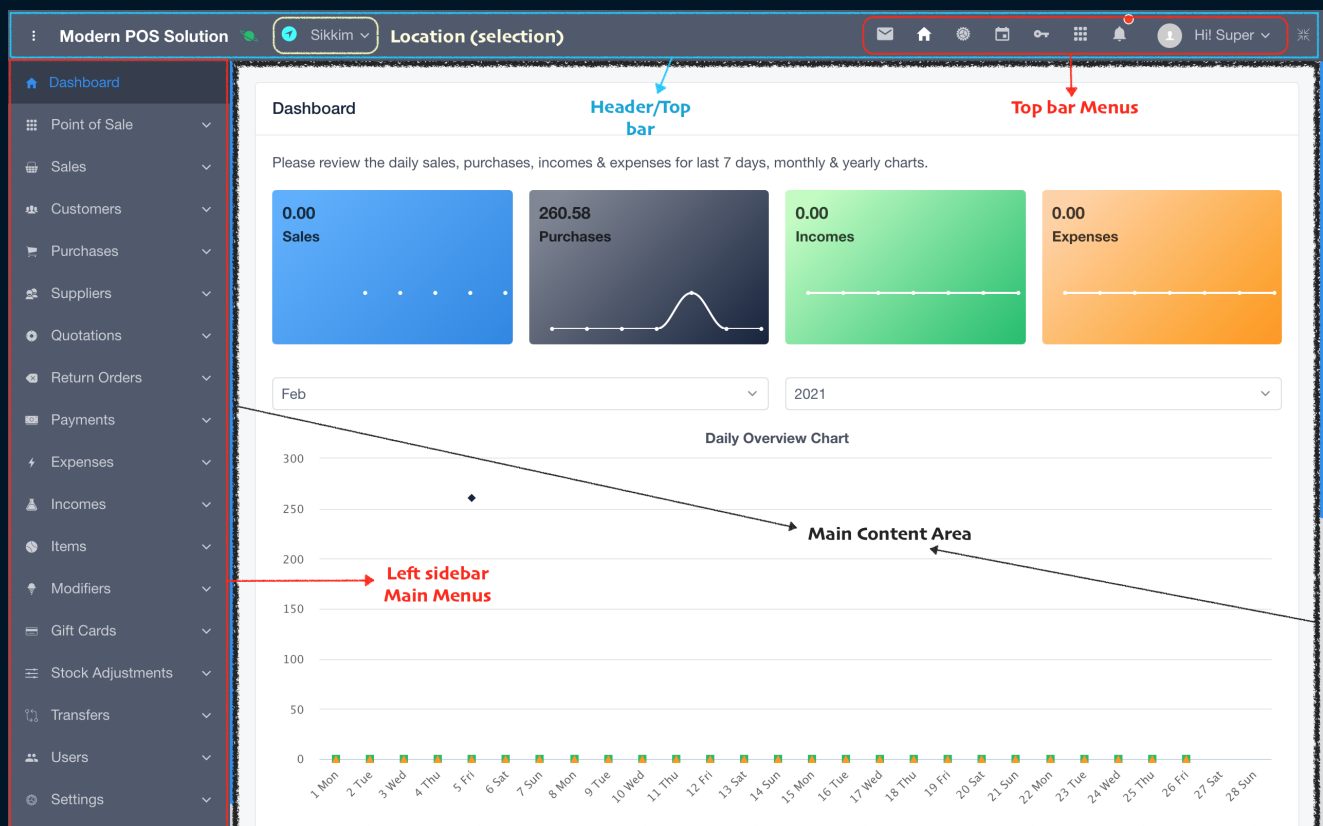 Modern POS Solution
Sikkim
Location (selection)
Hi! Super
Header/Top
bar
Top bar Menus
Dashboard
Point of Sale
Sales
Customers
Purchases
Suppliers
Quotations
Return Orders
Payments
Expenses
Incomes
Items
Modifiers
Gift Cards
Stock Adjustments
Transfers
Users
Settings
Left sidebar
Main Menus
Dashboard
Please review the daily sales, purchases, incomes & expenses for last 7 days, monthly & yearly charts.
0.00
Sales
260.58
Purchases
0.00
Incomes
0.00
Expenses
Feb
2021
Daily Overview Chart
Main Content Area
300
250
200
150
100
50
0
1 Mon
2 Tue
3 Wed
4 Thu
5 Fri
6 Sat
7 Sun
8 Mon
9 Tue
10 Wed
11 Thu
12 Fri
13 Sat
14 Sun
15 Mon
16 Tue
17 Wed
18 Thu
19 Fri
20 Sat
21 Sun
22 Mon
23 Tue
24 Wed
25 Thu
26 Fri
27 Sat
28 Sun